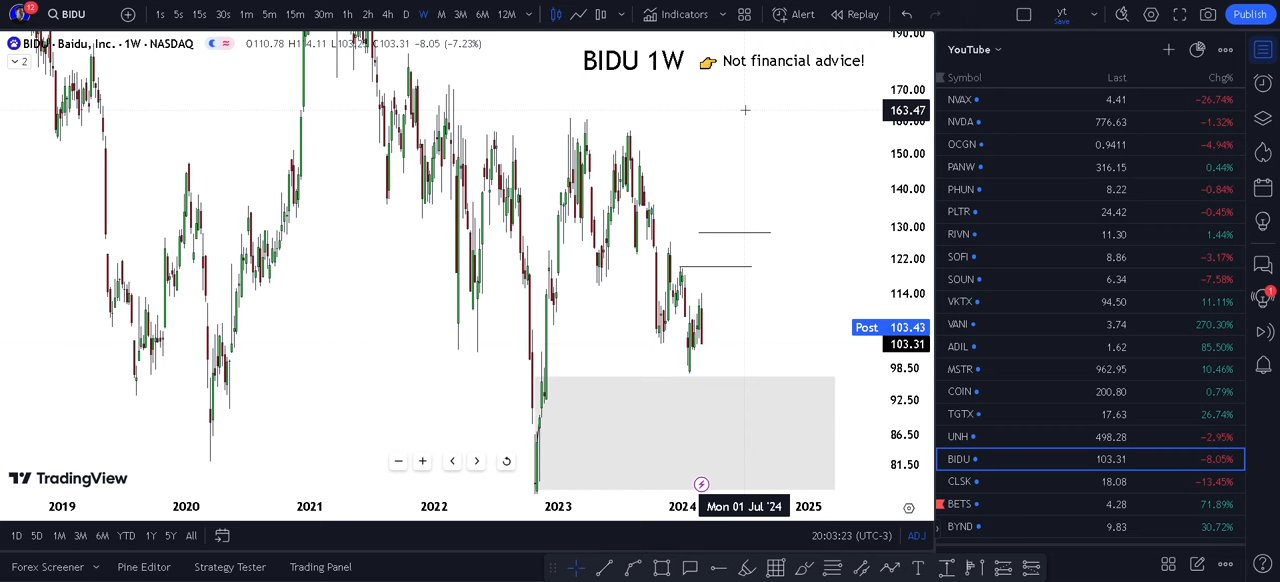 12 BIDU 1s 5s 15s 30s 1m 5m 15m 30m 1h 2h 4h D W M 3M 6M 12M Indicators Alert Replay yt Save Publish
BIDU · Baidu, Inc. · 1W · NASDAQ O110.78 H114.11 L103.29 C103.31 −8.05 (−7.23%)
2
BIDU 1W 👉 Not financial advice!
190.00
170.00
163.47
160.00
150.00
140.00
130.00
122.00
114.00
Post 103.43
103.31
98.50
92.50
86.50
81.50
TradingView
2019 2020 2021 2022 2023 2024 Mon 01 Jul '24 2025
1D 5D 1M 3M 6M YTD 1Y 5Y All 20:03:23 (UTC-3) ADJ
Forex Screener Pine Editor Strategy Tester Trading Panel
YouTube
Symbol Last Chg%
NVAX 4.41 −26.74%
NVDA 776.63 −1.32%
OCGN 0.9411 −4.94%
PANW 316.15 0.44%
PHUN 8.22 −0.84%
PLTR 24.42 −0.45%
RIVN 11.30 1.44%
SOFI 8.86 −3.17%
SOUN 6.34 −7.58%
VKTX 94.50 11.11%
VANI 3.74 270.30%
ADIL 1.62 85.50%
MSTR 962.95 10.46%
COIN 200.80 0.79%
TGTX 17.63 26.74%
UNH 498.28 −2.95%
BIDU 103.31 −8.05%
CLSK 18.08 −13.45%
BETS 4.28 71.89%
BYND 9.83 30.72%
1